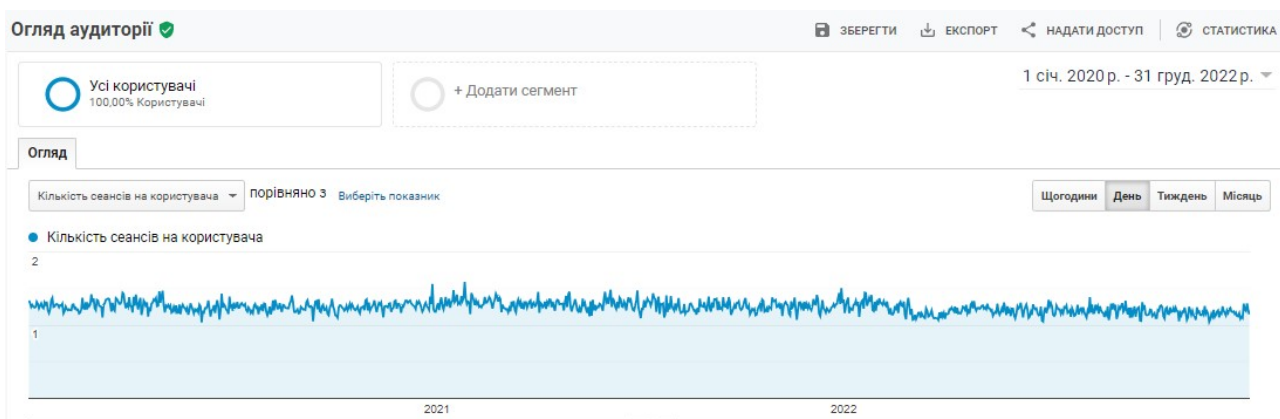 Огляд аудиторії
ЗБЕРЕГТИ ЕКСПОРТ НАДАТИ ДОСТУП СТАТИСТИКА
Усі користувачі
100,00% Користувачі
+ Додати сегмент
1 січ. 2020 р. - 31 груд. 2022 р.
Огляд
Кількість сеансів на користувача порівняно з Виберіть показник
Щогодини День Тиждень Місяць
Кількість сеансів на користувача
2
1
2021 2022